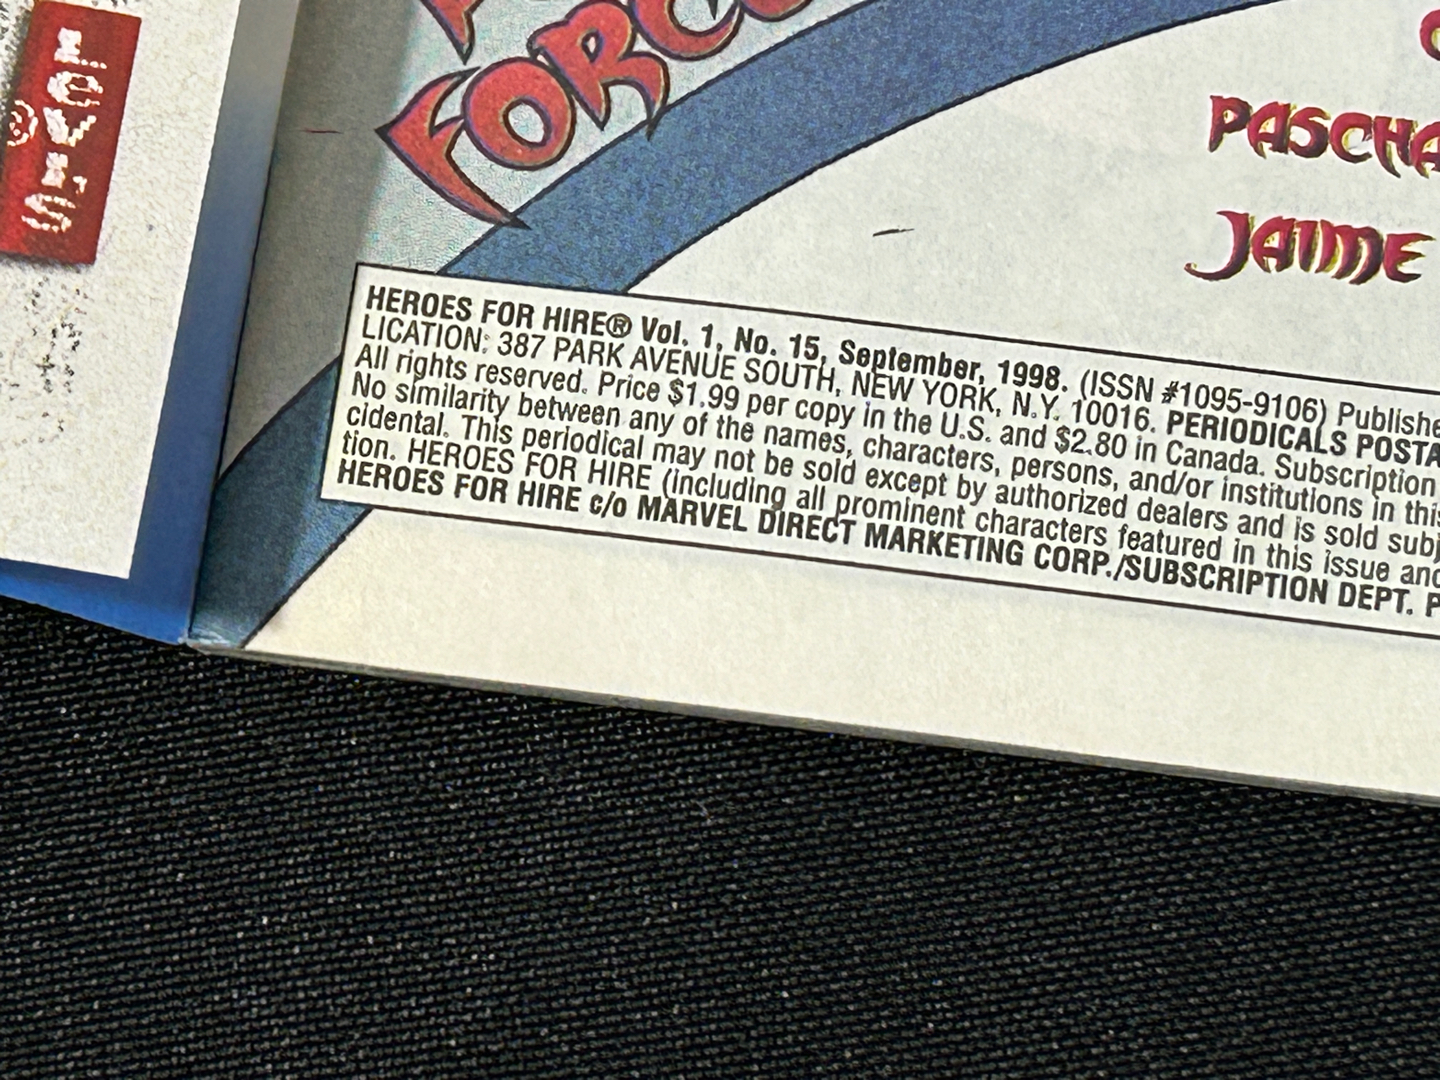 FORC
PASCHA
JAIME
HEROES FOR HIRE® Vol. 1, No. 15, September, 1998. (ISSN #1095-9106) Publishe
LICATION: 387 PARK AVENUE SOUTH, NEW YORK, N.Y. 10016. PERIODICALS POSTA
All rights reserved. Price $1.99 per copy in the U.S. and $2.80 in Canada. Subscription
No similarity between any of the names, characters, persons, and/or institutions in this
cidental. This periodical may not be sold except by authorized dealers and is sold subj
tion. HEROES FOR HIRE (including all prominent characters featured in this issue and
HEROES FOR HIRE c/o MARVEL DIRECT MARKETING CORP./SUBSCRIPTION DEPT. P